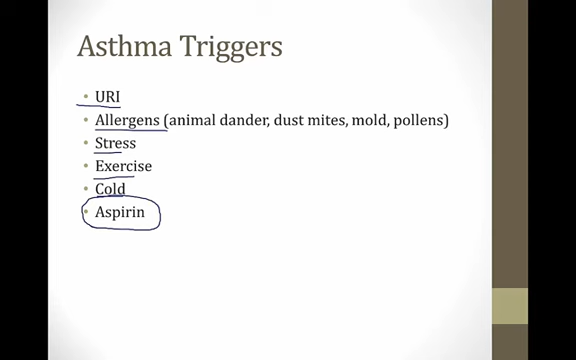 Asthma Triggers
• URI
• Allergens (animal dander, dust mites, mold, pollens)
• Stress
• Exercise
• Cold
• Aspirin